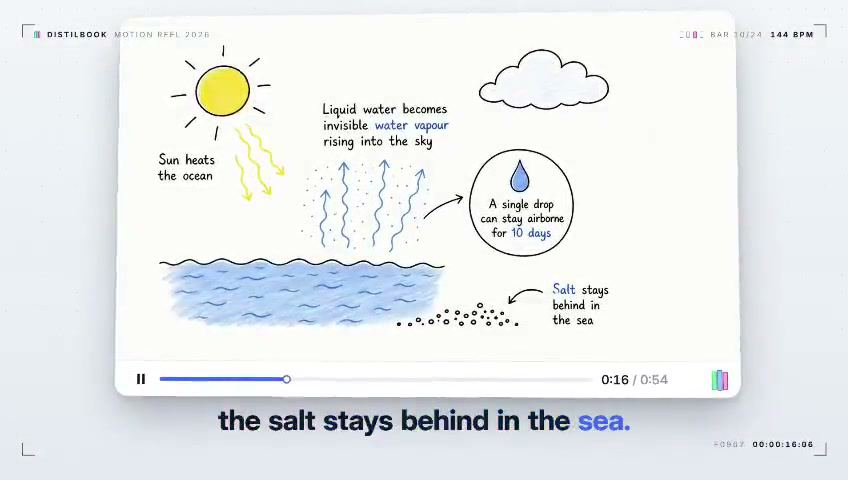 DISTILBOOK MOTION REEL 2026
BAR 10/24 144 BPM
Liquid water becomes
invisible water vapour
rising into the sky
Sun heats
the ocean
A single drop
can stay airborne
for 10 days
Salt stays
behind in
the sea
0:16 / 0:54
the salt stays behind in the sea.
F0967 00:00:16:06